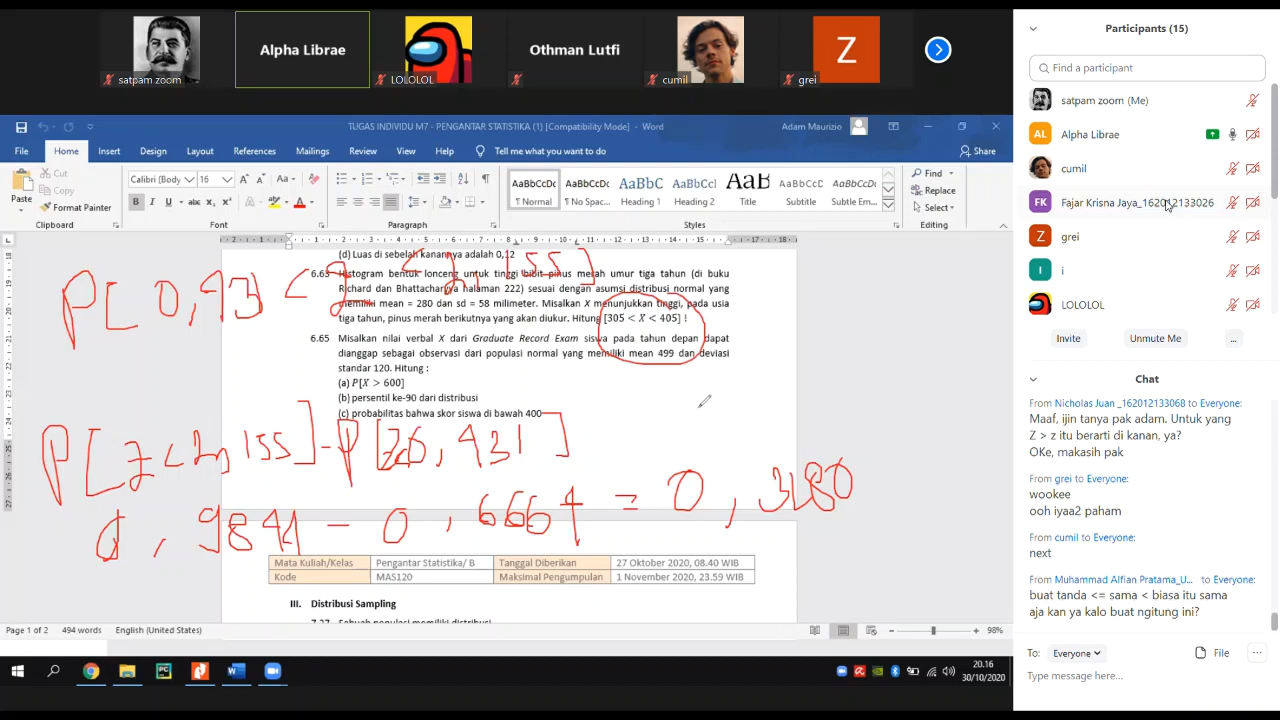 satpam zoom
Alpha Librae
LOLOLOL
Othman Lutfi
cumil
Z
grei
TUGAS INDIVIDU M7 - PENGANTAR STATISTIKA (1) [Compatibility Mode] - Word
Adam Maurizio
File Home Insert Design Layout References Mailings Review View Help Tell me what you want to do Share
Paste
Cut
Copy
Format Painter
Clipboard
Calibri (Body) 16
Font
Paragraph
AaBbCcDc ¶ Normal
AaBbCcDc ¶ No Spac...
AaBbCc Heading 1
AaBbCcD Heading 2
AaB Title
AaBbCcD Subtitle
AaBbCcDc Subtle Em...
Styles
Find
Replace
Select
Editing
(d) Luas di sebelah kanannya adalah 0,12
6.63 Histogram bentuk lonceng untuk tinggi bibit pinus merah umur tiga tahun (di buku
Richard dan Bhattacharya halaman 222) sesuai dengan asumsi distribusi normal yang
memiliki mean = 280 dan sd = 58 milimeter. Misalkan X menunjukkan tinggi, pada usia
tiga tahun, pinus merah berikutnya yang akan diukur. Hitung [305 < X < 405] !
6.65 Misalkan nilai verbal X dari Graduate Record Exam siswa pada tahun depan dapat
dianggap sebagai observasi dari populasi normal yang memiliki mean 499 dan deviasi
standar 120. Hitung :
(a) P[X > 600]
(b) persentil ke-90 dari distribusi
(c) probabilitas bahwa skor siswa di bawah 400
P[0,431 < z < 2,155]
P[z < 2,155] - P[z<0,431]
0,9844 - 0,6664 = 0,3180
Mata Kuliah/Kelas Pengantar Statistika/ B Tanggal Diberikan 27 Oktober 2020, 08.40 WIB
Kode MAS120 Maksimal Pengumpulan 1 November 2020, 23.59 WIB
III. Distribusi Sampling
Page 1 of 2 494 words English (United States) 98%
20.16
30/10/2020
Participants (15)
Find a participant
satpam zoom (Me)
AL Alpha Librae
cumil
FK Fajar Krisna Jaya_162012133026
Z grei
I i
LOLOLOL
Invite Unmute Me ...
Chat
From Nicholas Juan _162012133068 to Everyone:
Maaf, ijin tanya pak adam. Untuk yang
Z > z itu berarti di kanan, ya?
OKe, makasih pak
From grei to Everyone:
wookee
ooh iyaa2 paham
From cumil to Everyone:
next
From Muhammad Alfian Pratama_U... to Everyone:
buat tanda <= sama < biasa itu sama
aja kan ya kalo buat ngitung ini?
To: Everyone File ...
Type message here...